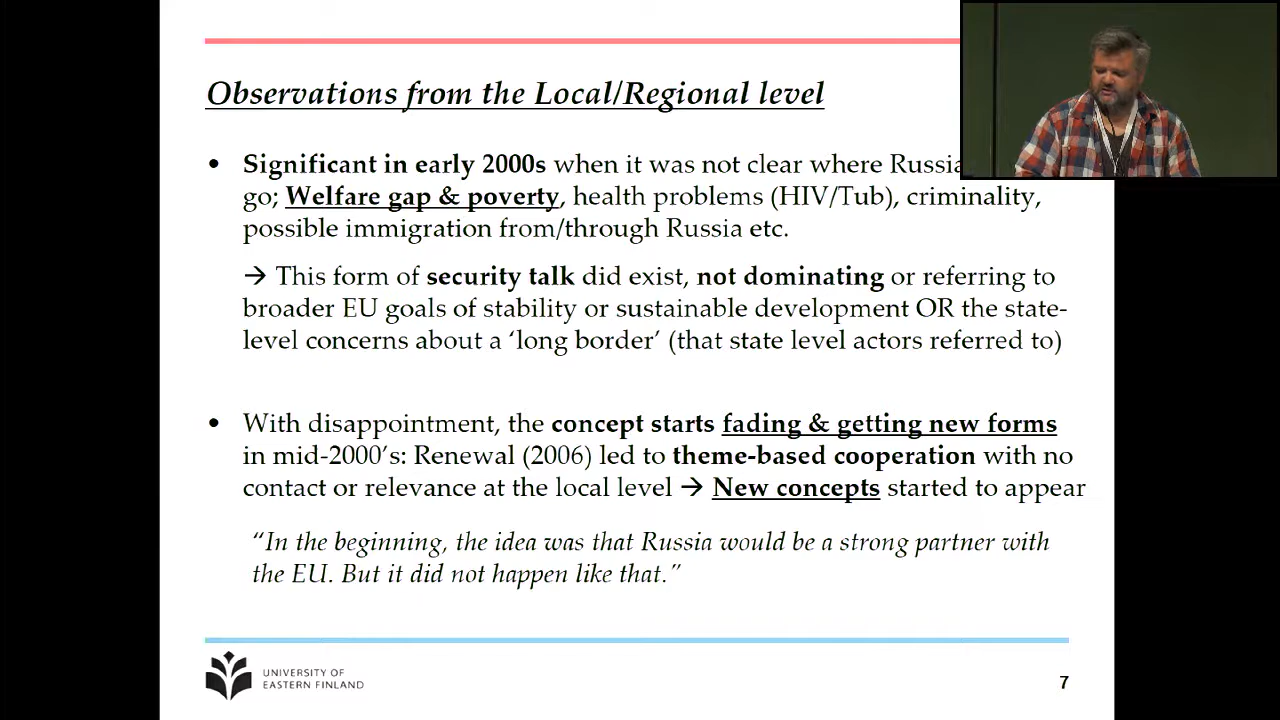 Observations from the Local/Regional level
• Significant in early 2000s when it was not clear where Russia
go; Welfare gap & poverty, health problems (HIV/Tub), criminality,
possible immigration from/through Russia etc.
→ This form of security talk did exist, not dominating or referring to
broader EU goals of stability or sustainable development OR the state-
level concerns about a ‘long border’ (that state level actors referred to)
• With disappointment, the concept starts fading & getting new forms
in mid-2000’s: Renewal (2006) led to theme-based cooperation with no
contact or relevance at the local level → New concepts started to appear
“In the beginning, the idea was that Russia would be a strong partner with
the EU. But it did not happen like that.”
UNIVERSITY OF
EASTERN FINLAND
7